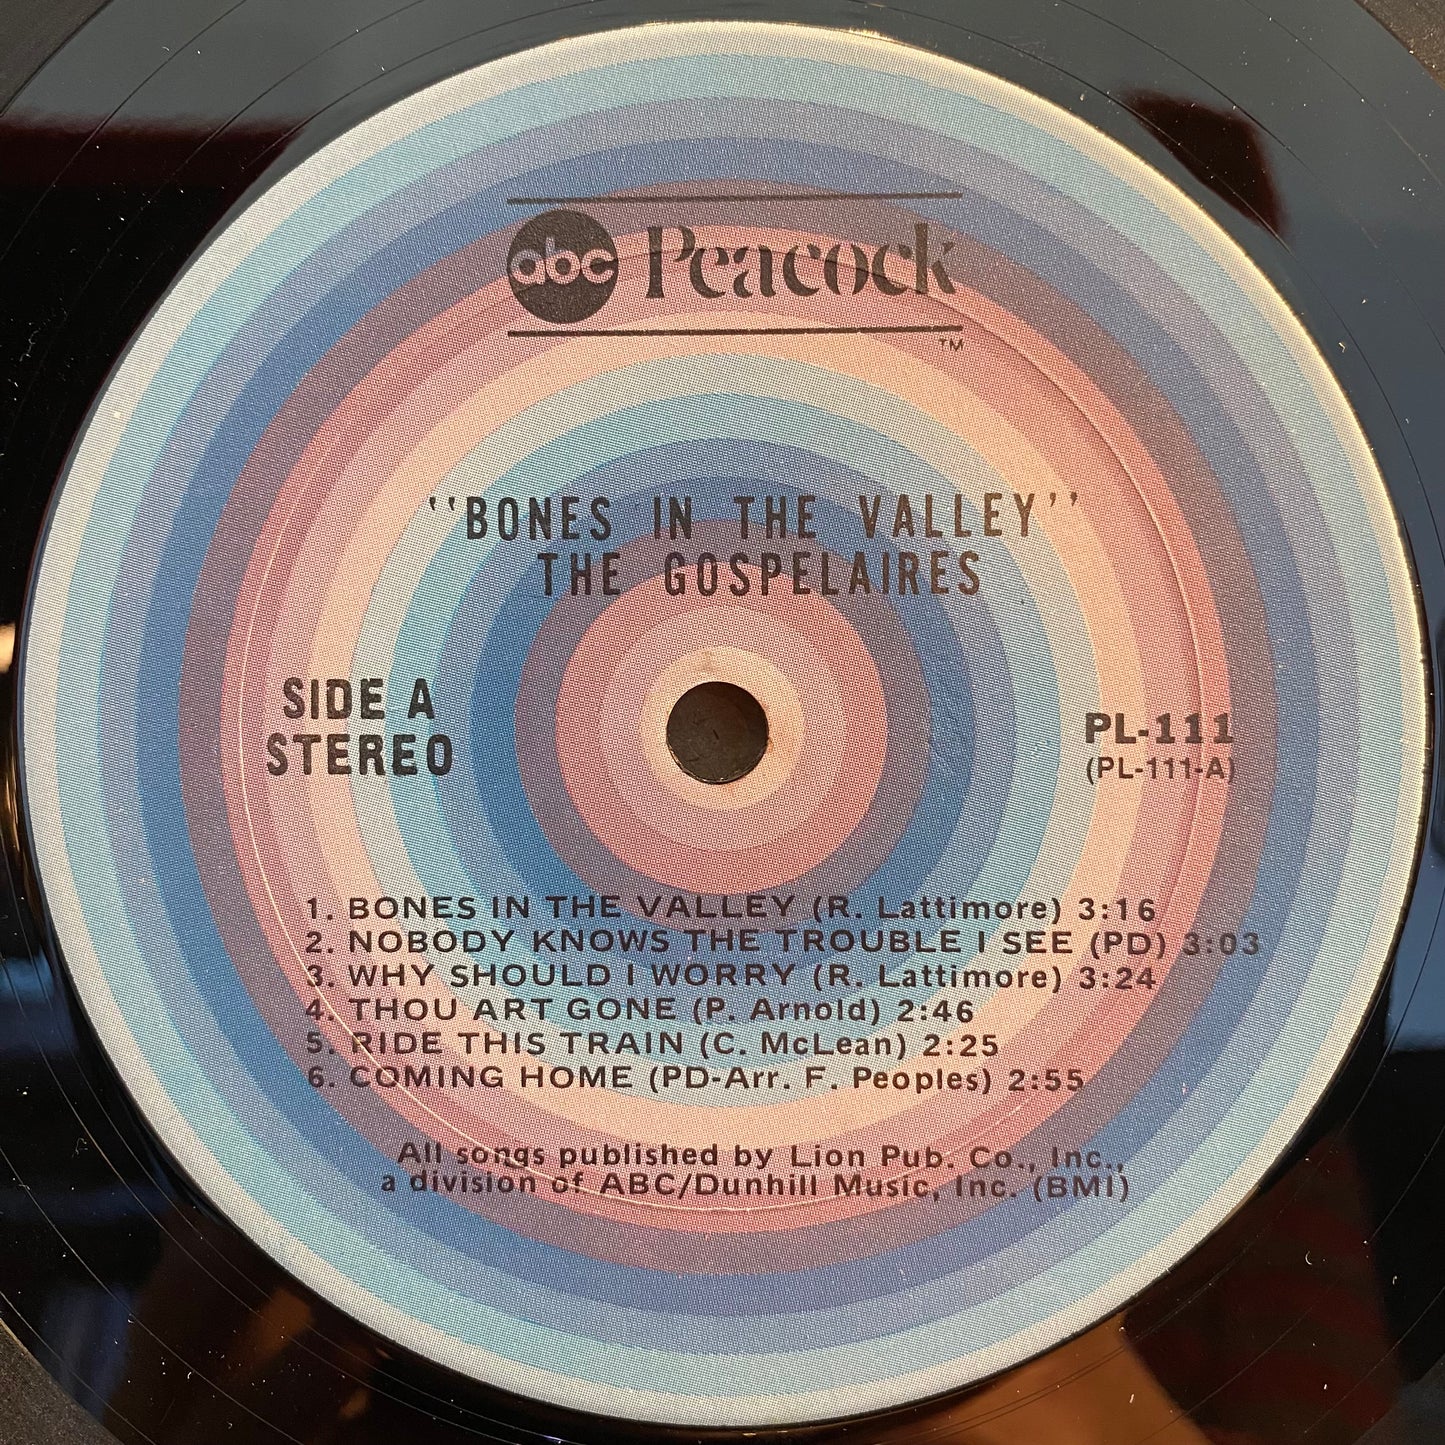 abc Peacock
TM
"BONES IN THE VALLEY"
THE GOSPELAIRES
SIDE A
STEREO
PL-111
(PL-111-A)
1. BONES IN THE VALLEY (R. Lattimore) 3:16
2. NOBODY KNOWS THE TROUBLE I SEE (PD) 3:03
3. WHY SHOULD I WORRY (R. Lattimore) 3:24
4. THOU ART GONE (P. Arnold) 2:46
5. RIDE THIS TRAIN (C. McLean) 2:25
6. COMING HOME (PD-Arr. F. Peoples) 2:55
All songs published by Lion Pub. Co., Inc.,
a division of ABC/Dunhill Music, Inc. (BMI)